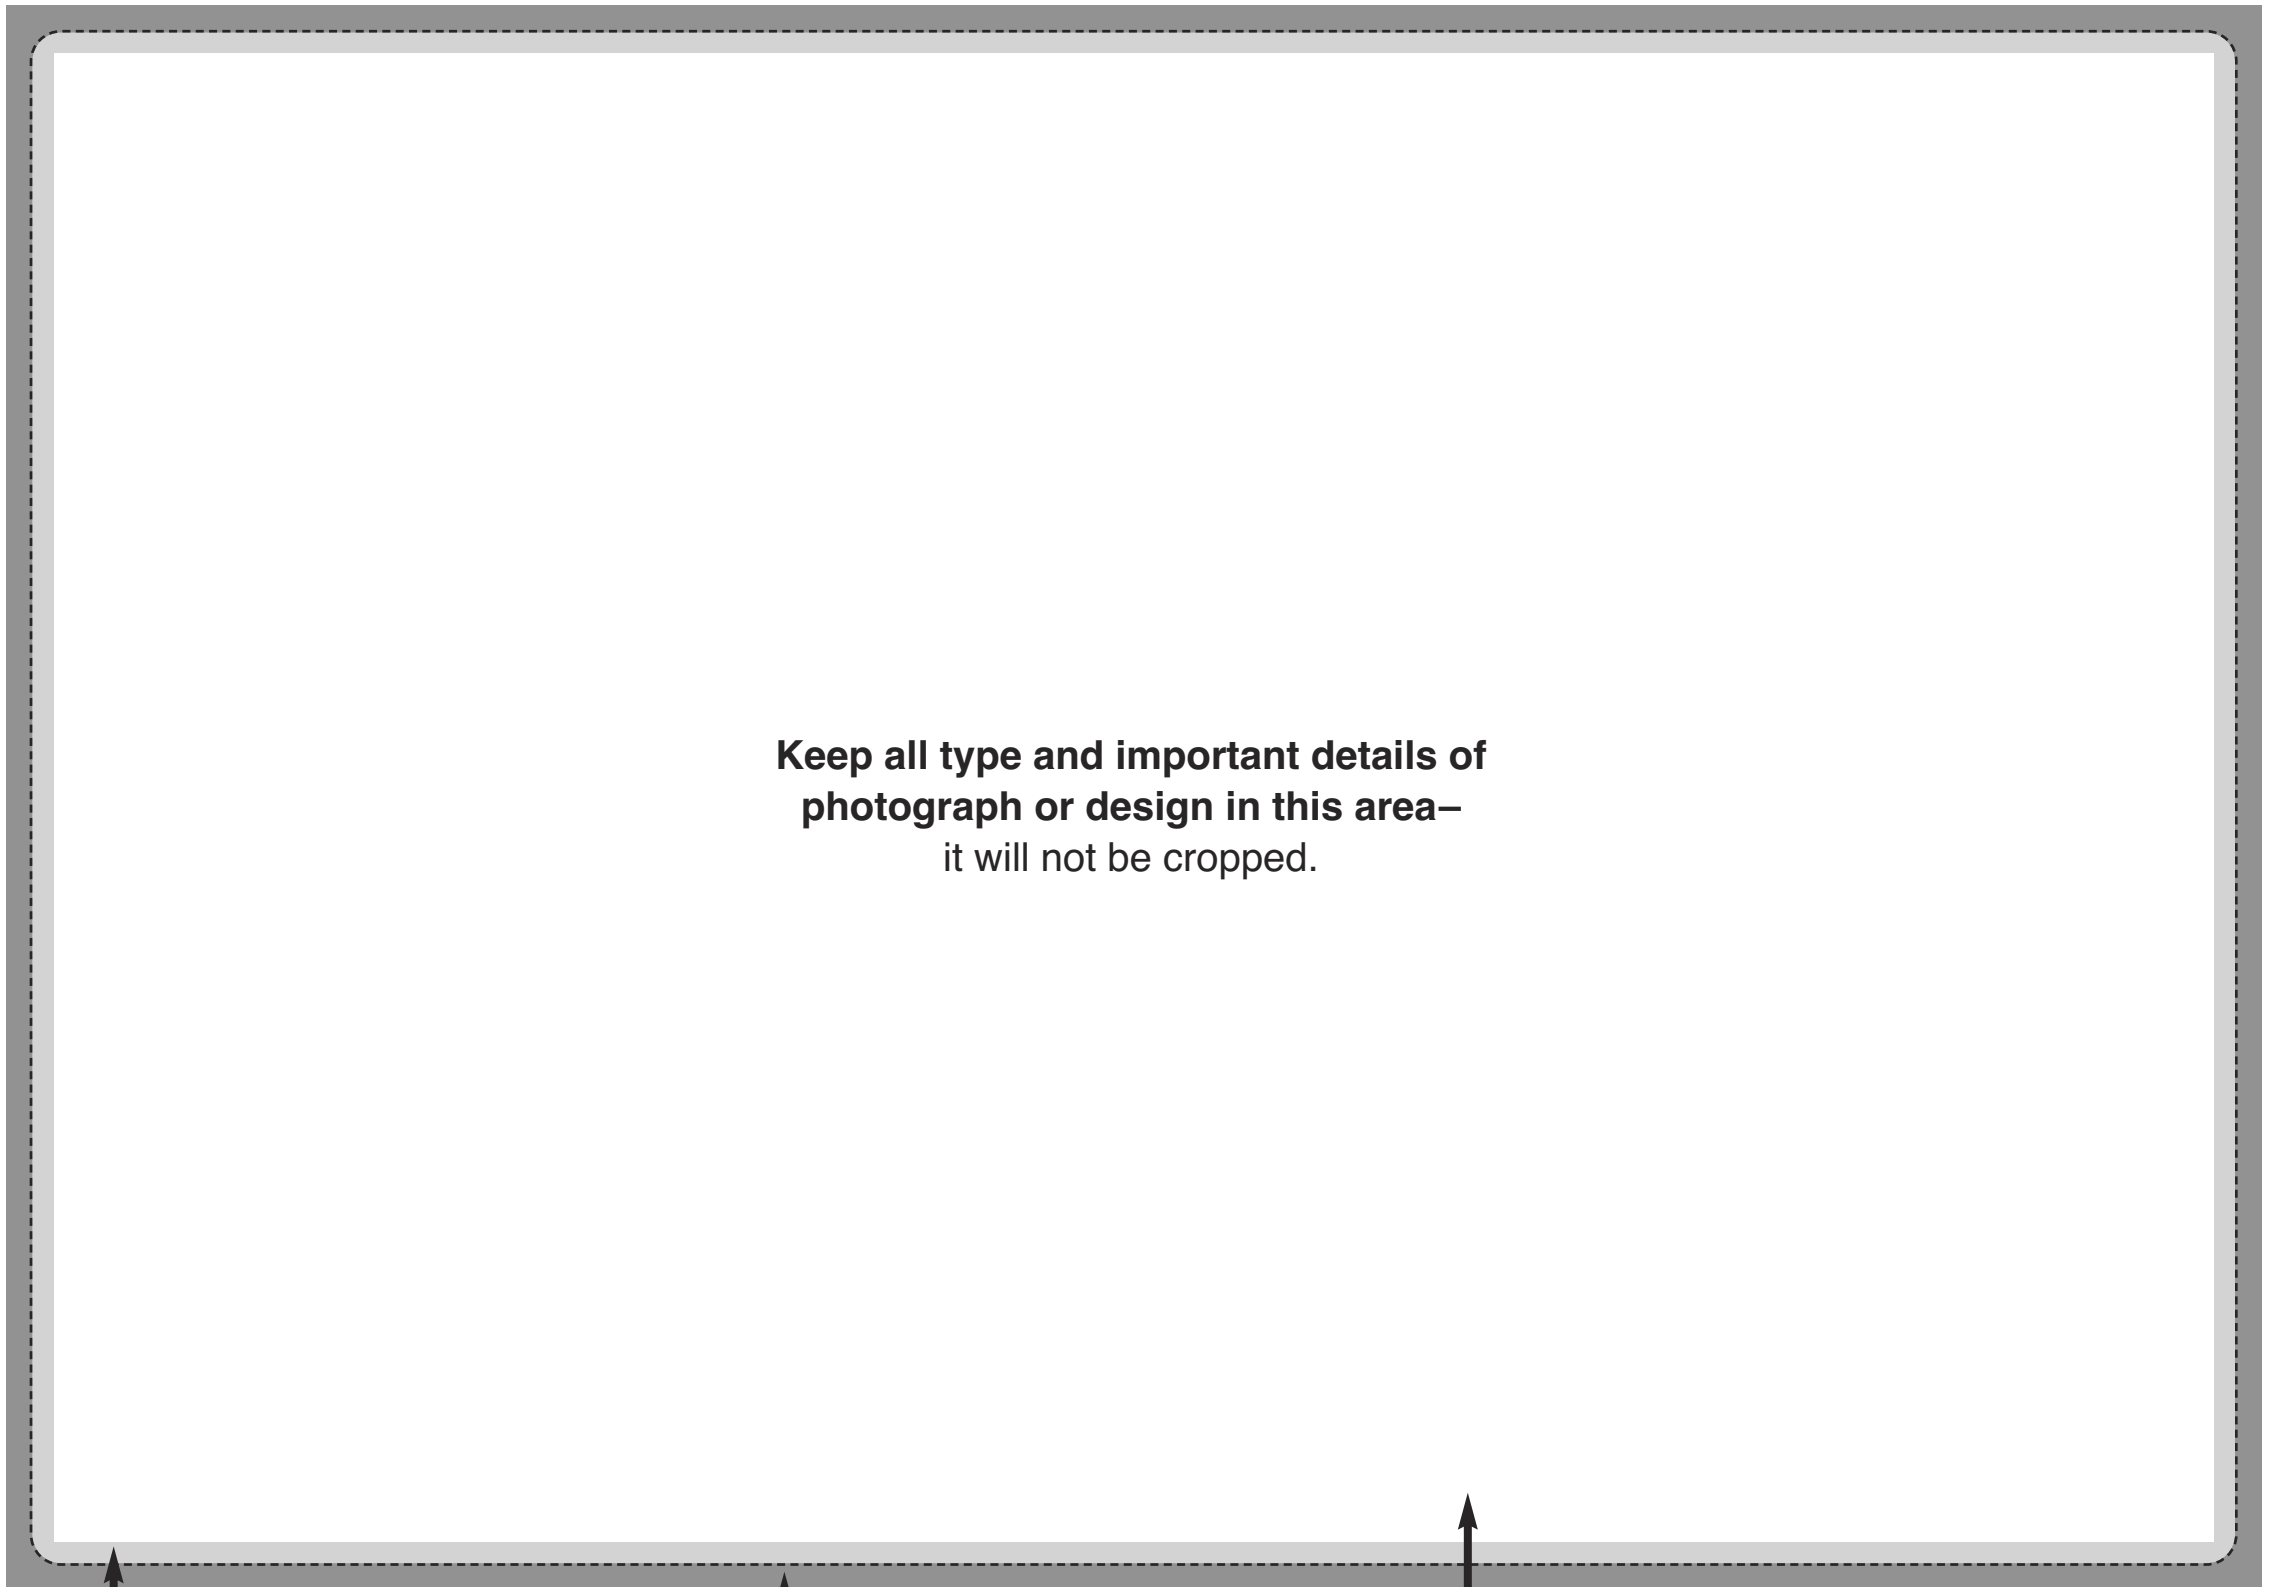 Keep all type and important details of
photograph or design in this area–
it will not be cropped.